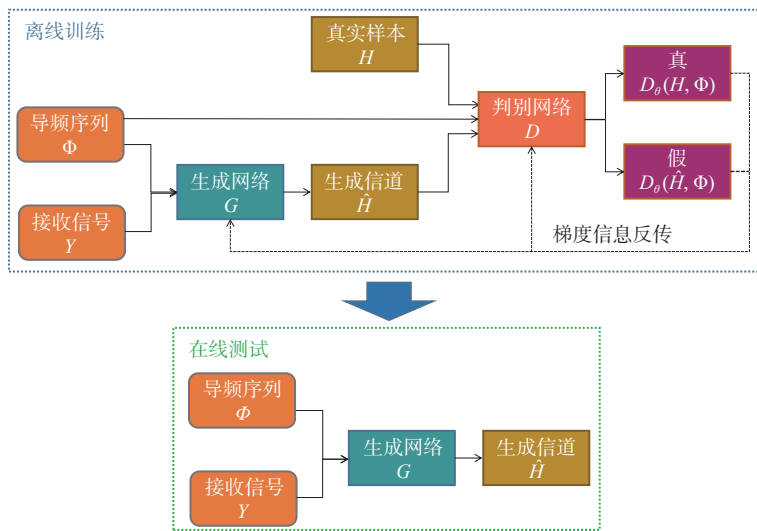 离线训练
真实样本
H
导频序列
Φ
接收信号
Y
生成网络
G
生成信道
Ĥ
判别网络
D
真
D_θ(H, Φ)
假
D_θ(Ĥ, Φ)
梯度信息反传
在线测试
导频序列
Φ
接收信号
Y
生成网络
G
生成信道
Ĥ